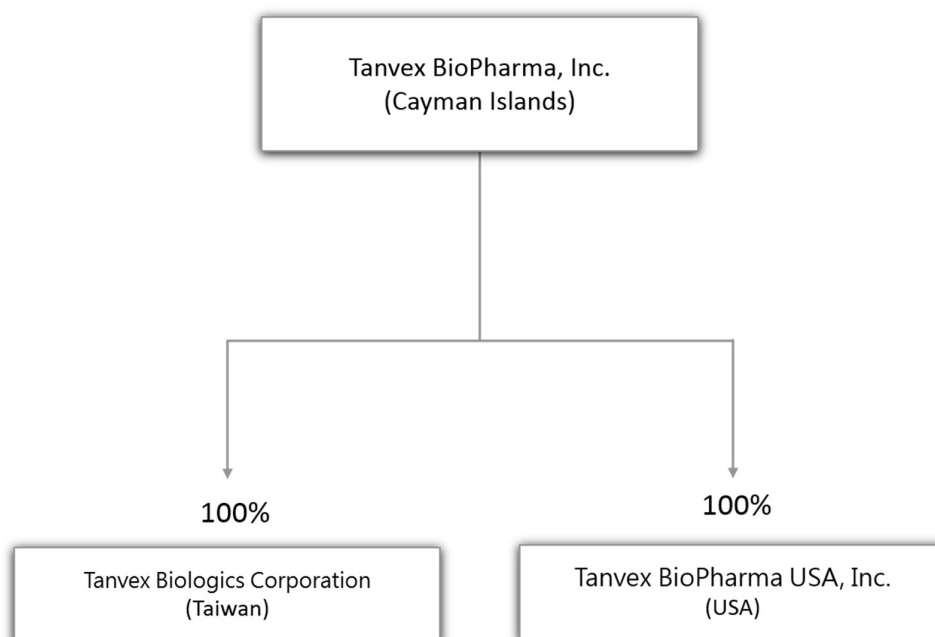 Tanvex BioPharma, Inc.
(Cayman Islands)
100%
100%
Tanvex Biologics Corporation
(Taiwan)
Tanvex BioPharma USA, Inc.
(USA)